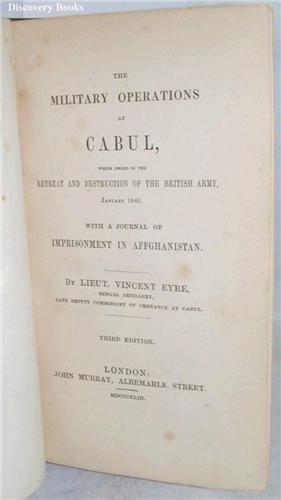 Discovery Books
THE
MILITARY OPERATIONS
AT
CABUL,
WHICH ENDED IN THE
RETREAT AND DESTRUCTION OF THE BRITISH ARMY,
JANUARY 1842.
WITH A JOURNAL OF
IMPRISONMENT IN AFFGHANISTAN.
BY LIEUT. VINCENT EYRE,
BENGAL ARTILLERY,
LATE DEPUTY COMMISSARY OF ORDNANCE AT CABUL.
THIRD EDITION.
LONDON:
JOHN MURRAY, ALBEMARLE STREET.
MDCCCXLIII.